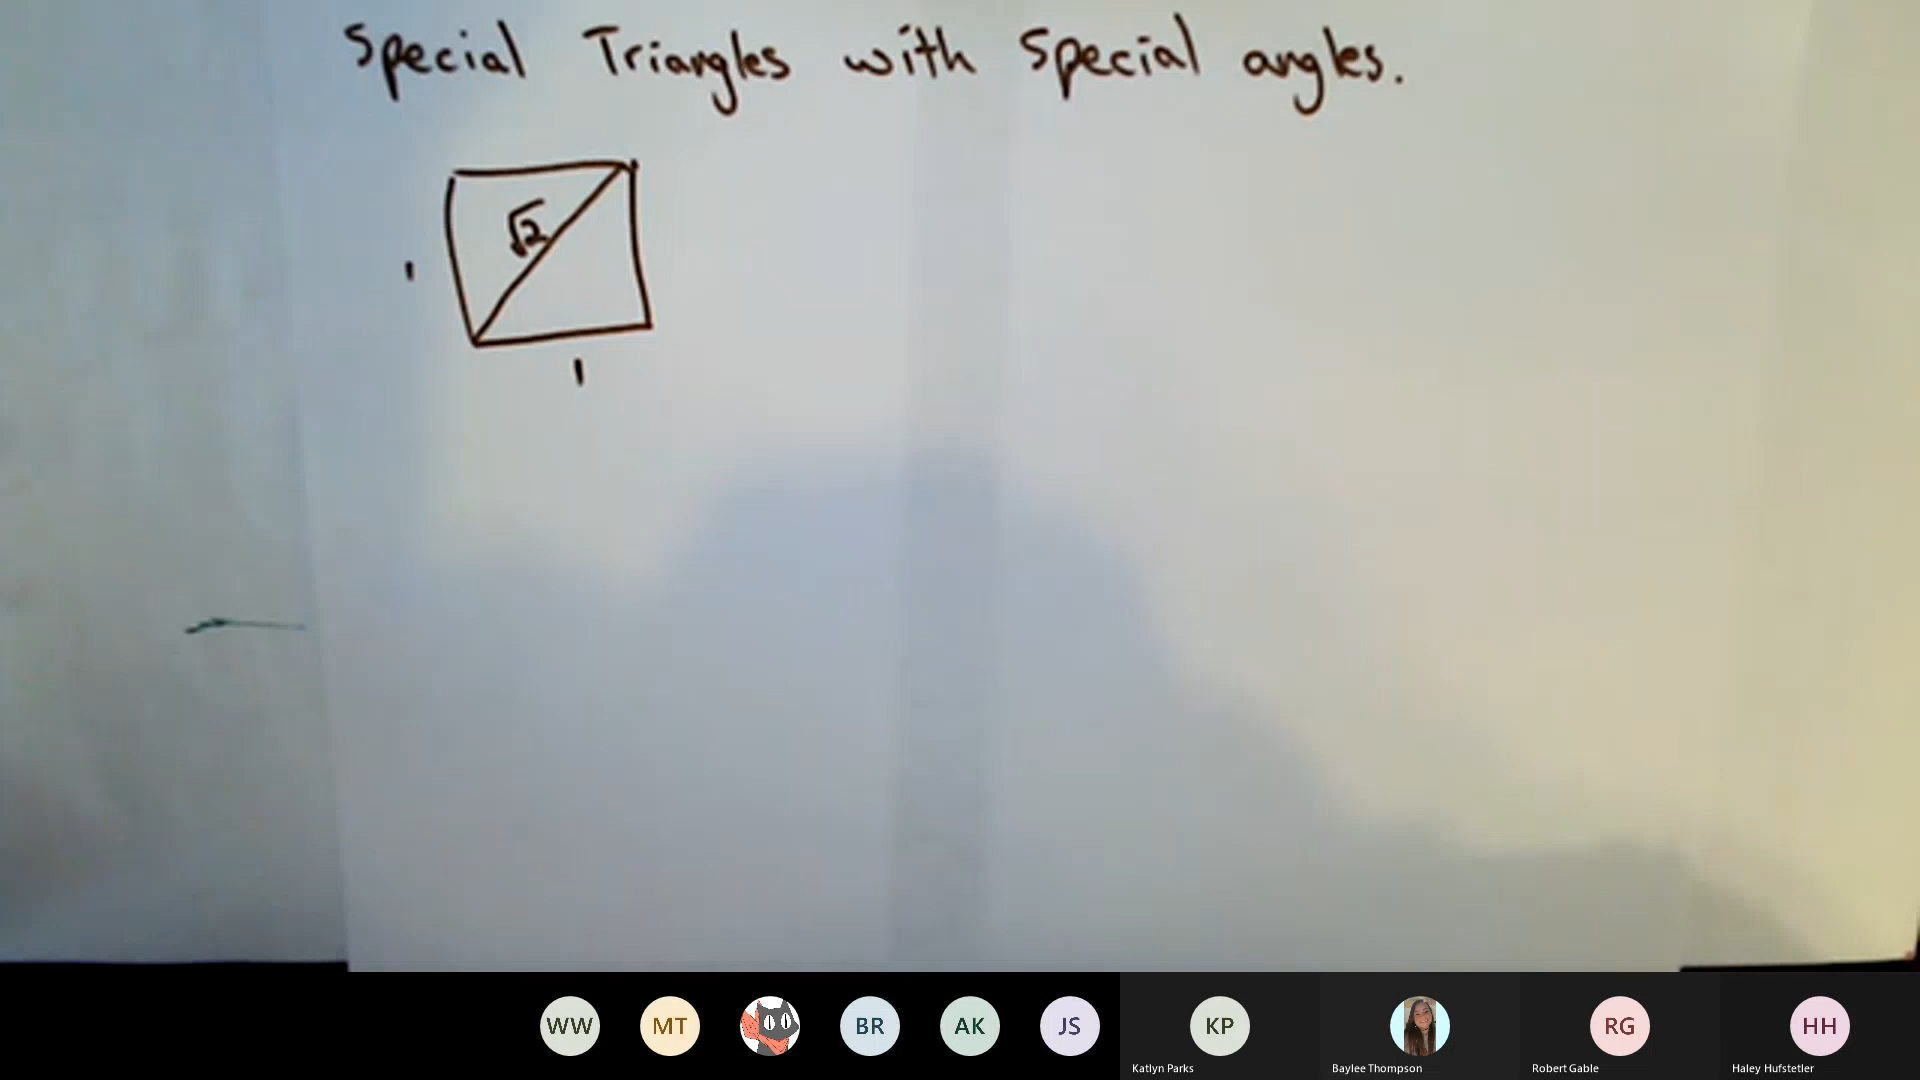 Special Triangles with Special angles.
√2
1
1
WW MT BR AK JS KP RG HH
Katlyn Parks Baylee Thompson Robert Gable Haley Hufstetler